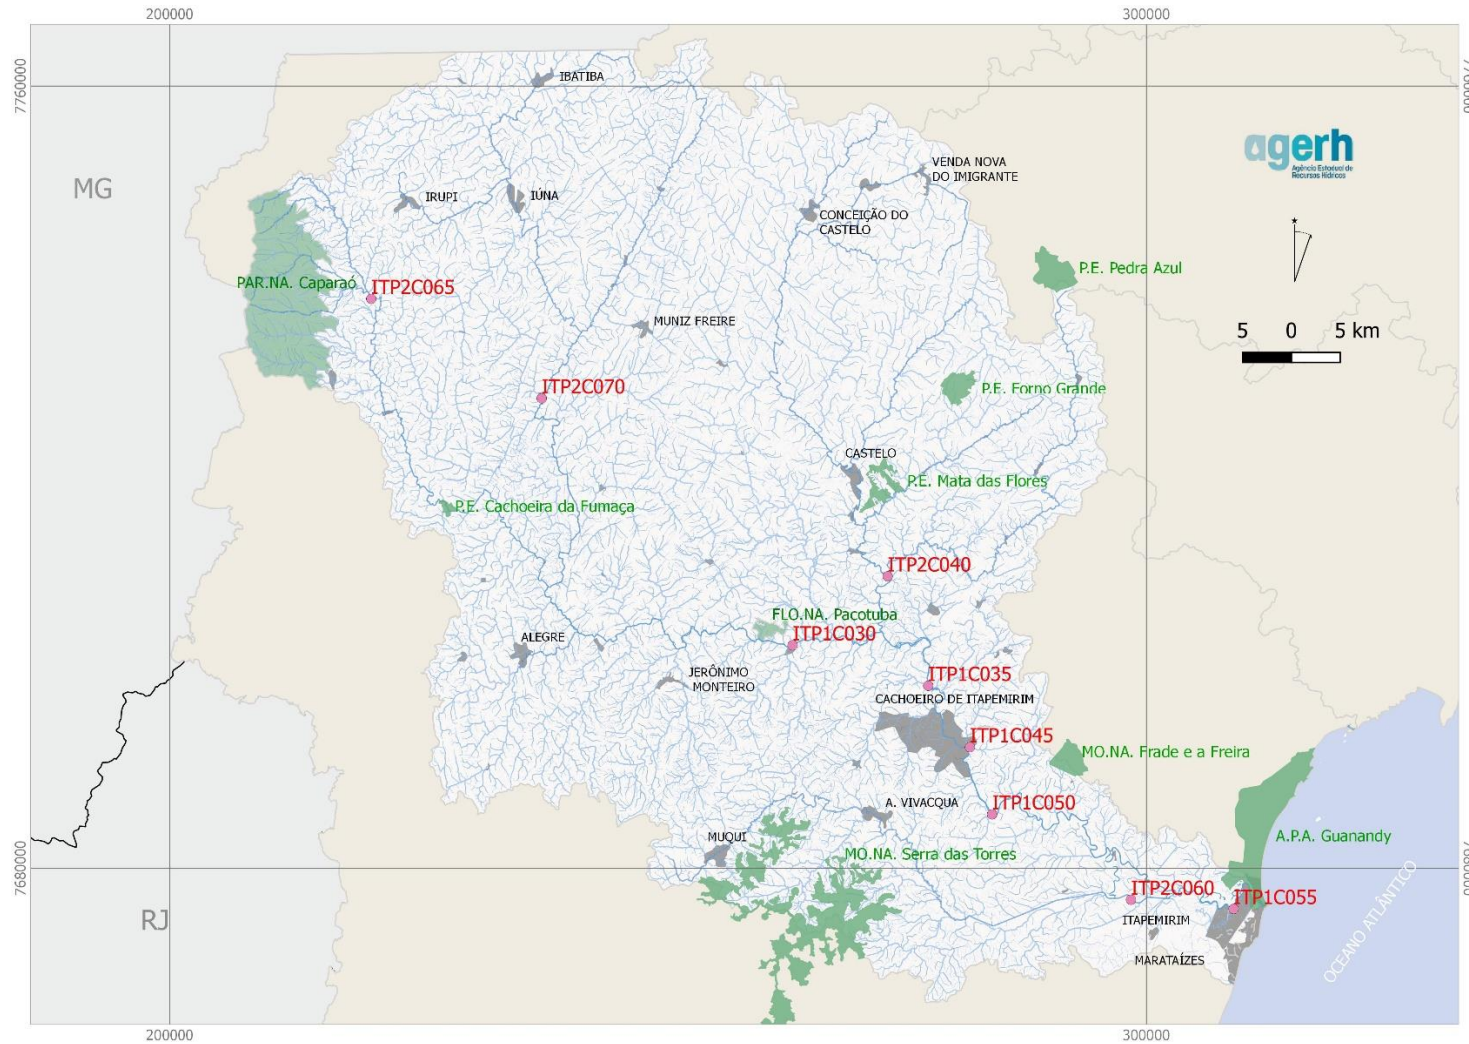 200000
300000
7760000
7760000
IBATIBA
agerh
Agência Estadual de
Recursos Hídricos
VENDA NOVA
DO IMIGRANTE
MG
IRUPI
IÚNA
CONCEIÇÃO DO
CASTELO
P.E. Pedra Azul
PAR.NA. Caparaó
ITP2C065
MUNIZ FREIRE
5 0 5 km
ITP2C070
P.E. Forno Grande
CASTELO
P.E. Mata das Flores
P.E. Cachoeira da Fumaça
ITP2C040
FLO.NA. Pacotuba
ITP1C030
ALEGRE
JERÔNIMO
MONTEIRO
ITP1C035
CACHOEIRO DE ITAPEMIRIM
ITP1C045
MO.NA. Frade e a Freira
A. VIVACQUA
ITP1C050
MUQUI
A.P.A. Guanandy
MO.NA. Serra das Torres
7680000
7680000
ITP2C060
ITP1C055
RJ
ITAPEMIRIM
MARATAÍZES
OCEANO ATLÂNTICO
200000
300000